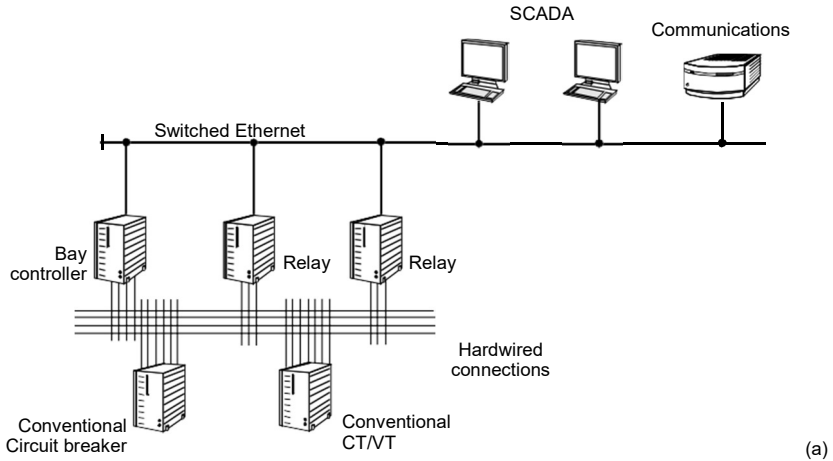 SCADA
Communications
Switched Ethernet
Bay
controller
Relay
Relay
Hardwired
connections
Conventional
Circuit breaker
Conventional
CT/VT
(a)